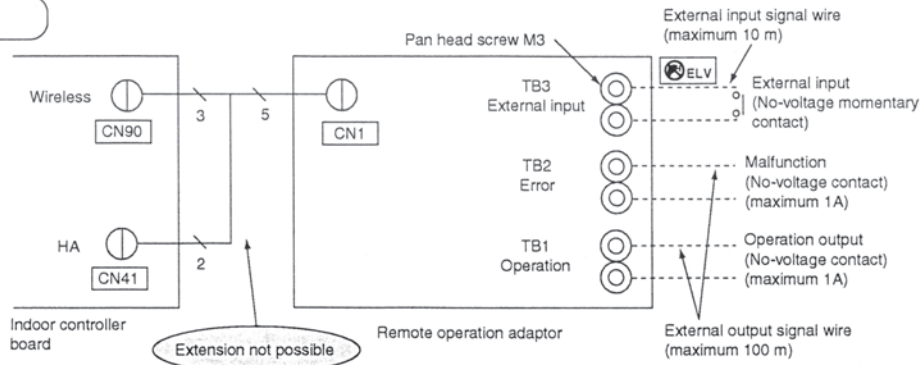 External input signal wire
(maximum 10 m)
Pan head screw M3
ELV
Wireless
CN90
3
5
CN1
TB3
External input
External input
(No-voltage momentary
contact)
TB2
Error
Malfunction
(No-voltage contact)
(maximum 1A)
HA
CN41
2
TB1
Operation
Operation output
(No-voltage contact)
(maximum 1A)
Indoor controller
board
Extension not possible
Remote operation adaptor
External output signal wire
(maximum 100 m)